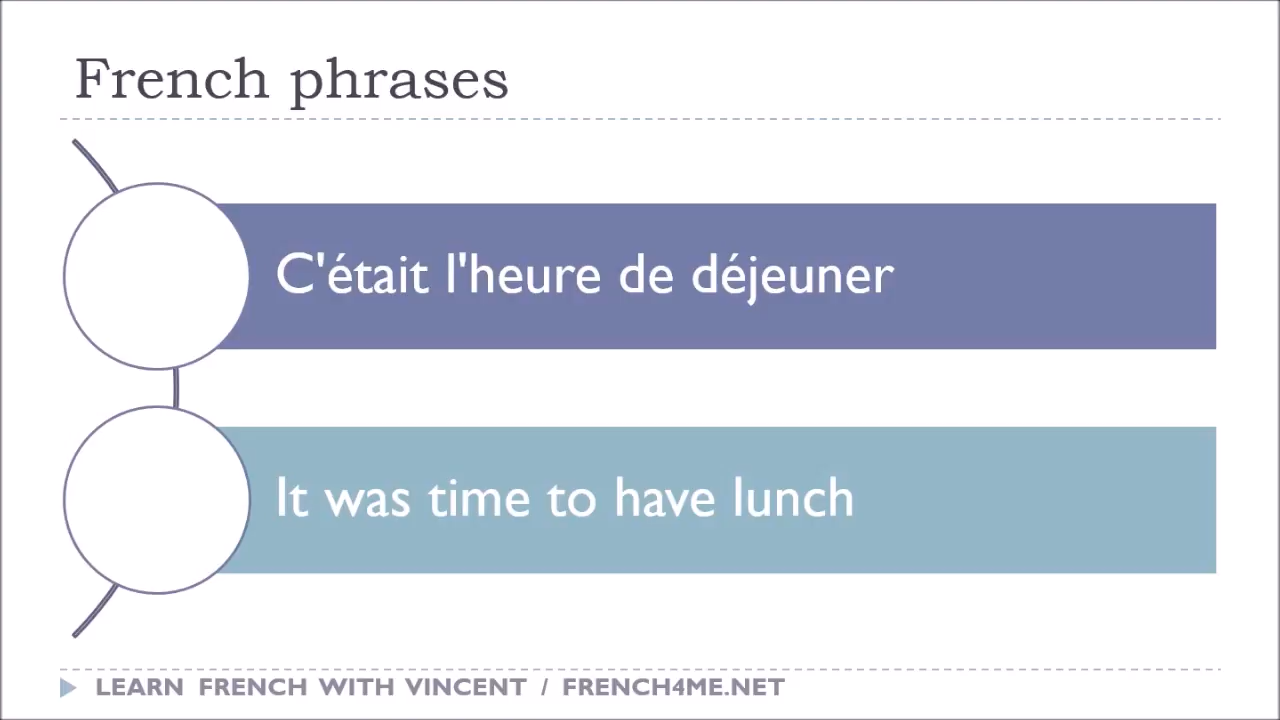 French phrases
C'était l'heure de déjeuner
It was time to have lunch
LEARN FRENCH WITH VINCENT / FRENCH4ME.NET